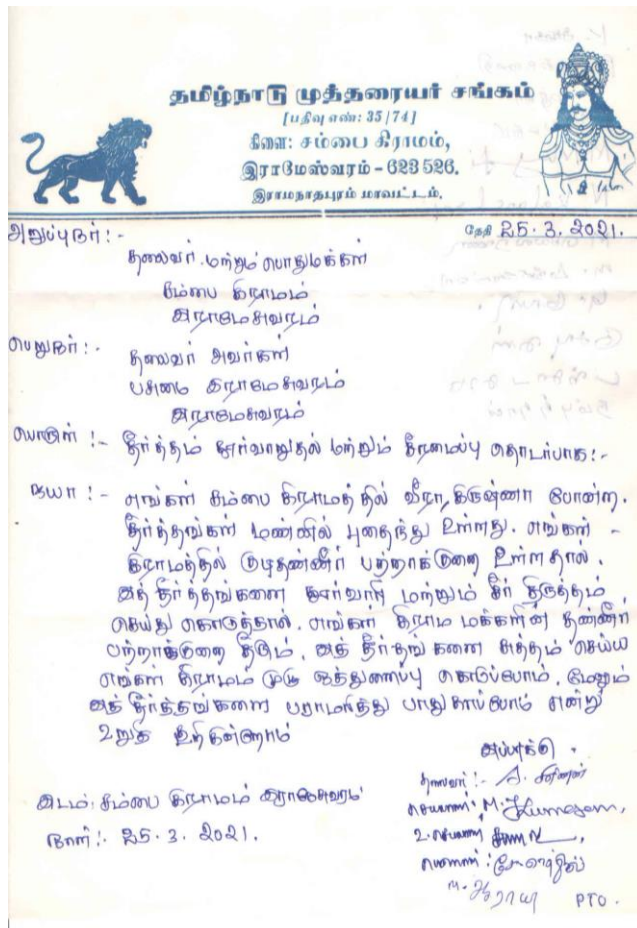 தமிழ்நாடு முத்தரையர் சங்கம்
[பதிவு எண்: 35/74]
கிளை: சம்பை கிராமம்,
இராமேஸ்வரம் - 623 526.
இராமநாதபுரம் மாவட்டம்.
அனுப்புநர் :-
தேதி 25.3.2021.
தலைவர். மற்றும் பொதுமக்கள்
சம்பை கிராமம்
இராமேசுவரம்
பெறுநர் :-
தலைவர் அவர்கள்
பசுமை இராமேசுவரம்
இராமேசுவரம்
பொருள் :- தீர்த்தம் தூர்வாறுதல் மற்றும் சீரமைப்பு தொடர்பாக :-
ஐயா :- எங்கள் சம்பை கிராமத்தில் வீரா, கிருஷ்ணா போன்ற.
தீர்த்தங்கள் மண்ணில் புதைந்து உள்ளது. எங்கள் -
கிராமத்தில் குடிதண்ணீர் பற்றாக்குறை உள்ளதால்.
அத் தீர்த்தங்களை தூர்வாரி மற்றும் சீர் திருத்தம்
செய்து கொடுத்தால். எங்கள் கிராம மக்களின் தண்ணீர்
பற்றாக்குறை தீரும். அத் தீர்தங்களை சுத்தம் செய்ய
எங்கள் கிராமம் முழு ஒத்துழைப்பு கொடுப்போம். மேலும்
அத் தீர்த்தங்களை பராமரித்து பாதுகாப்போம் என்று
உறுதி கூறுகின்றோம்
இப்படிக்கு.
தலைவர் :- A.
இடம்: சம்பை கிராமம் இராமேசுவரம்
செயலாளர்: M.
நாள் :- 25.3.2021.
PTO.